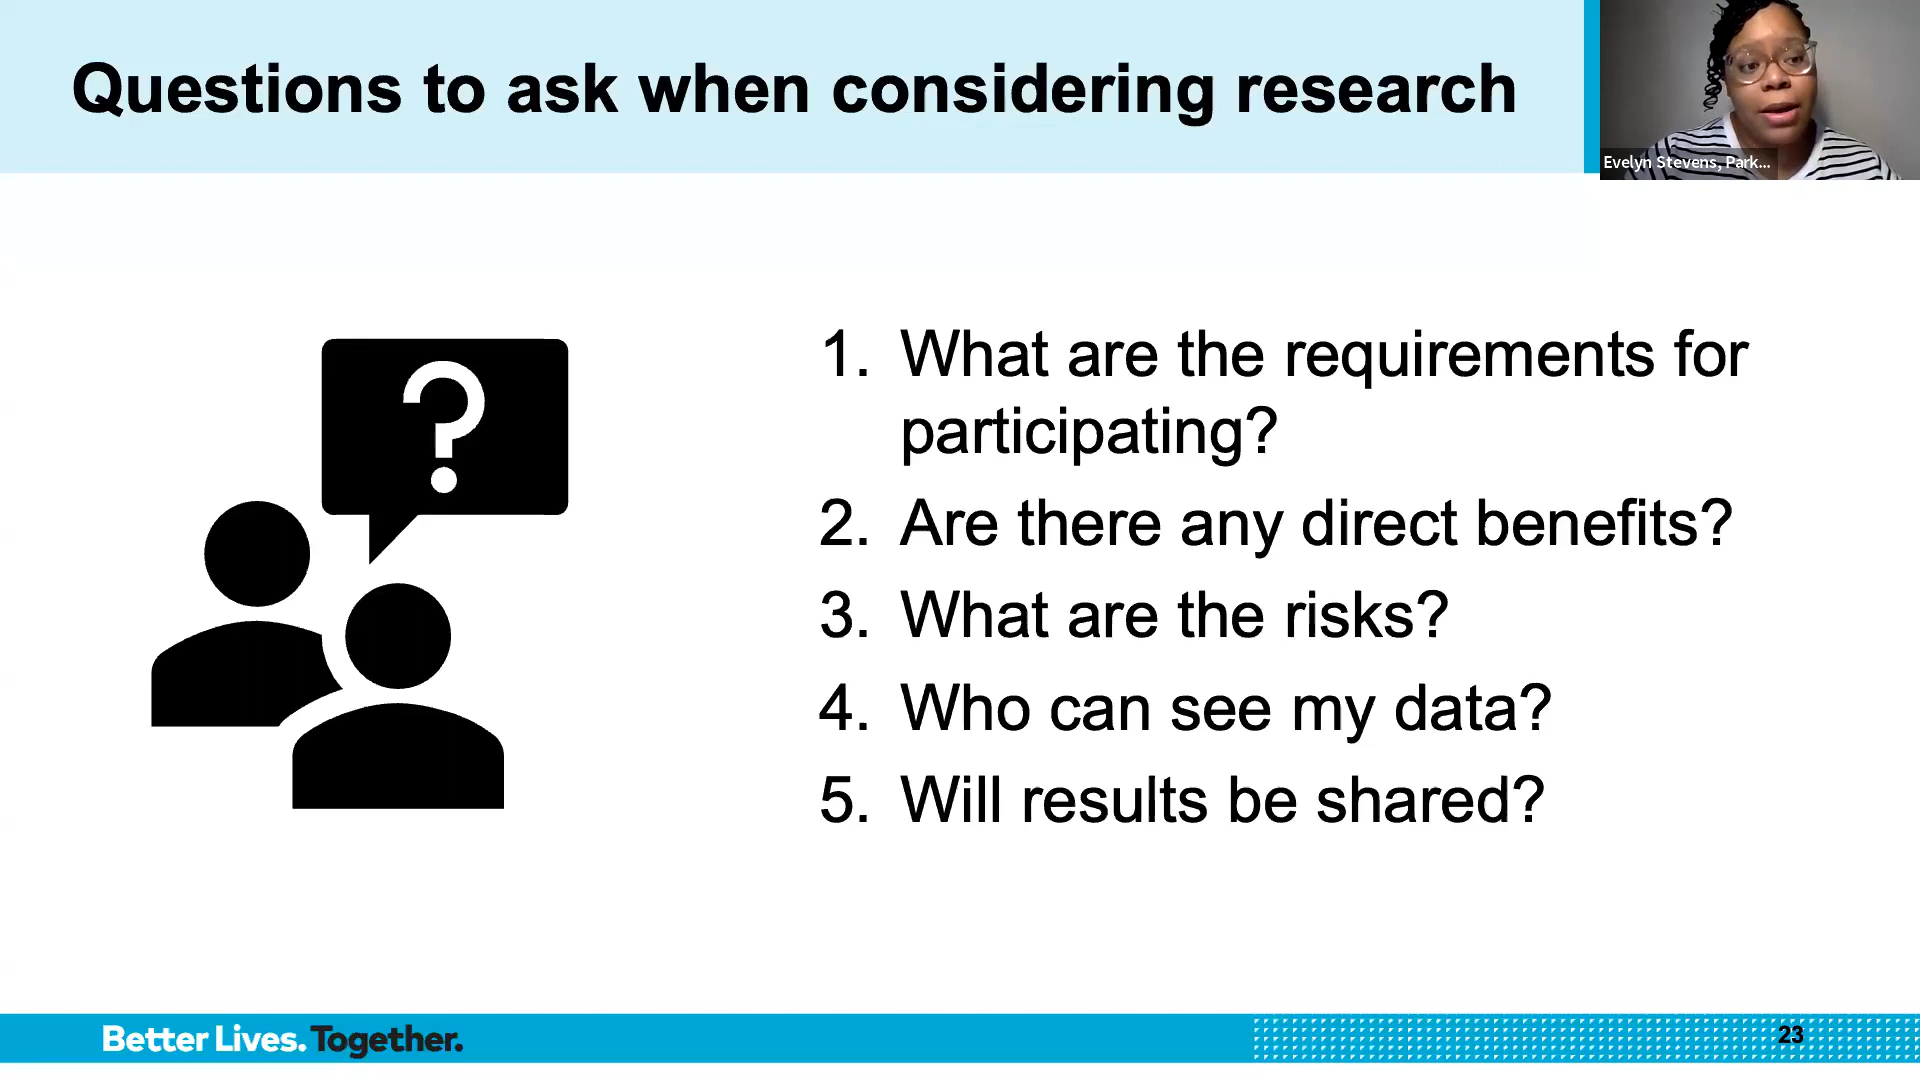 Questions to ask when considering research
Evelyn Stevens, Park...
?
1. What are the requirements for
participating?
2. Are there any direct benefits?
3. What are the risks?
4. Who can see my data?
5. Will results be shared?
Better Lives. Together.
23